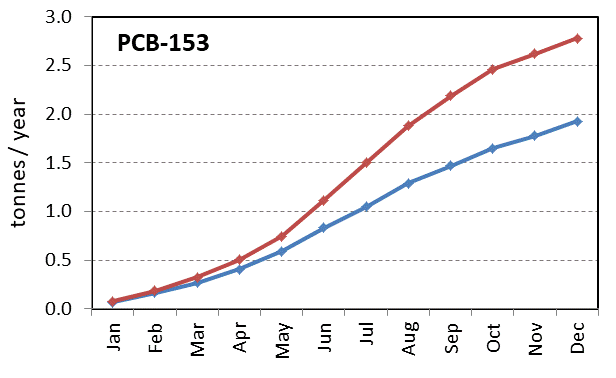 PCB-153
tonnes / year
3.0
2.5
2.0
1.5
1.0
0.5
0.0
Jan
Feb
Mar
Apr
May
Jun
Jul
Aug
Sep
Oct
Nov
Dec